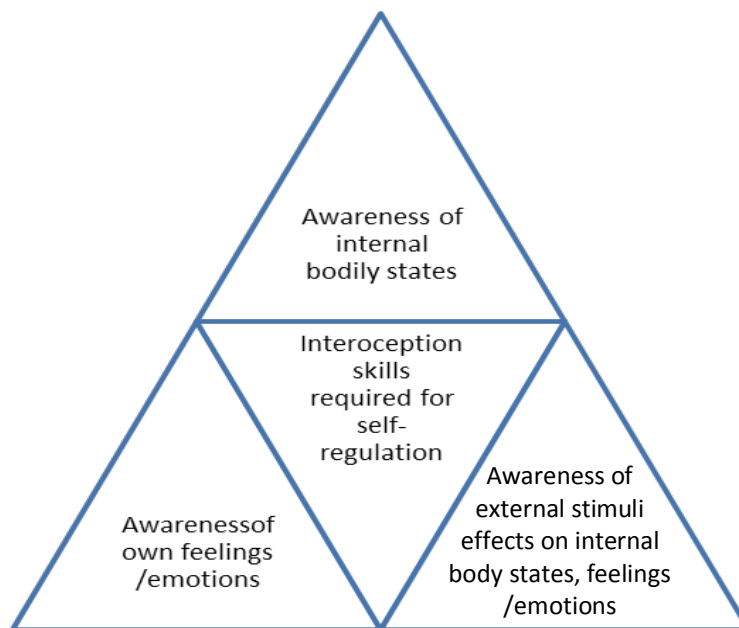 Awareness of
internal
bodily states
Interoception
skills
required for
self-
regulation
Awarenessof
own feelings
/emotions
Awareness of
external stimuli
effects on internal
body states, feelings
/emotions